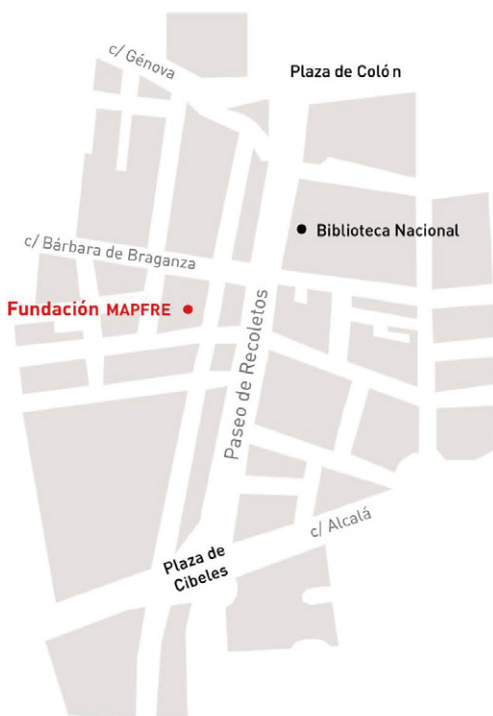 c/ Génova
Plaza de Colón
Biblioteca Nacional
c/ Bárbara de Braganza
Fundación MAPFRE
Paseo de Recoletos
c/ Alcalá
Plaza de
Cibeles